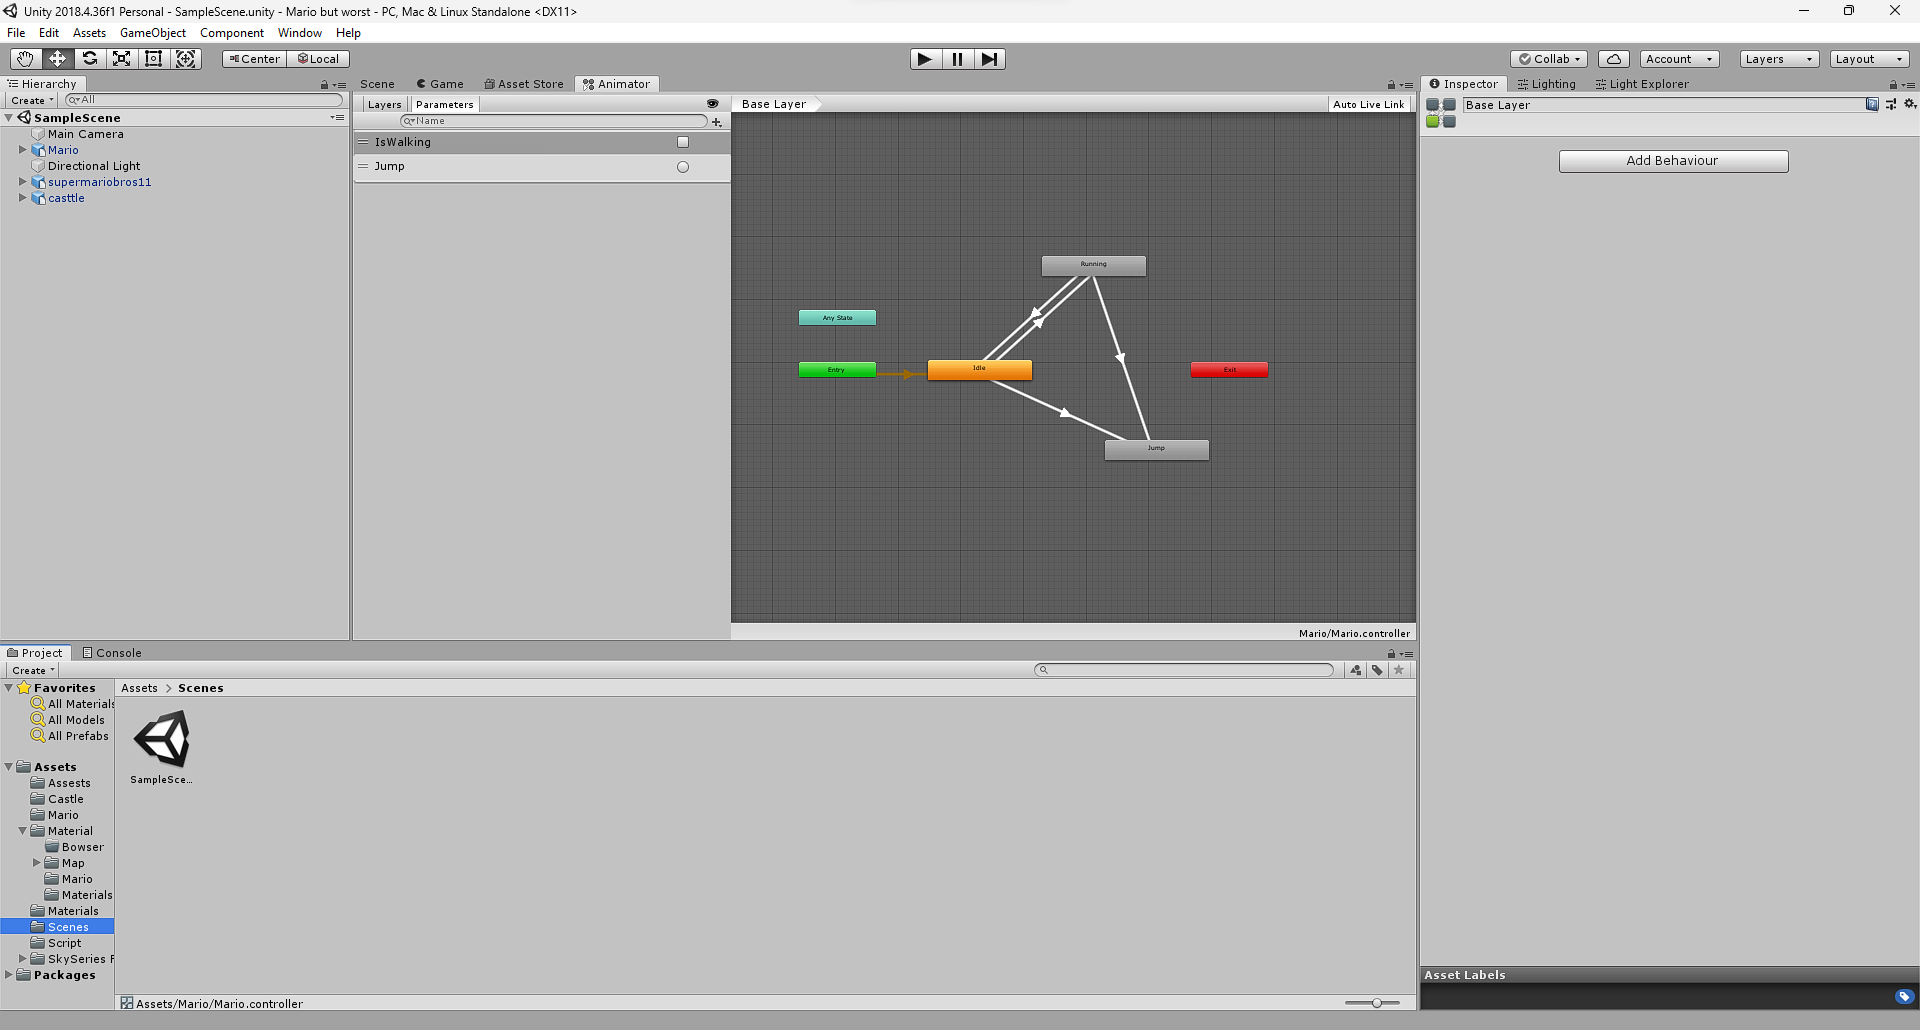 Unity 2018.4.36f1 Personal - SampleScene.unity - Mario but worst - PC, Mac & Linux Standalone <DX11>
File Edit Assets GameObject Component Window Help
Center Local Collab Account Layers Layout
Hierarchy
Create All
SampleScene
Main Camera
Mario
Directional Light
supermariobros11
casttle
Scene Game Asset Store Animator
Layers Parameters
Name
IsWalking
Jump
Base Layer Auto Live Link
Running
Any State
Entry Idle Exit
Jump
Mario/Mario.controller
Inspector Lighting Light Explorer
Base Layer
Add Behaviour
Asset Labels
Project Console
Create
Favorites
All Materials
All Models
All Prefabs
Assets
Assests
Castle
Mario
Material
Bowser
Map
Mario
Materials
Materials
Scenes
Script
SkySeries F
Packages
Assets > Scenes
SampleSce...
Assets/Mario/Mario.controller